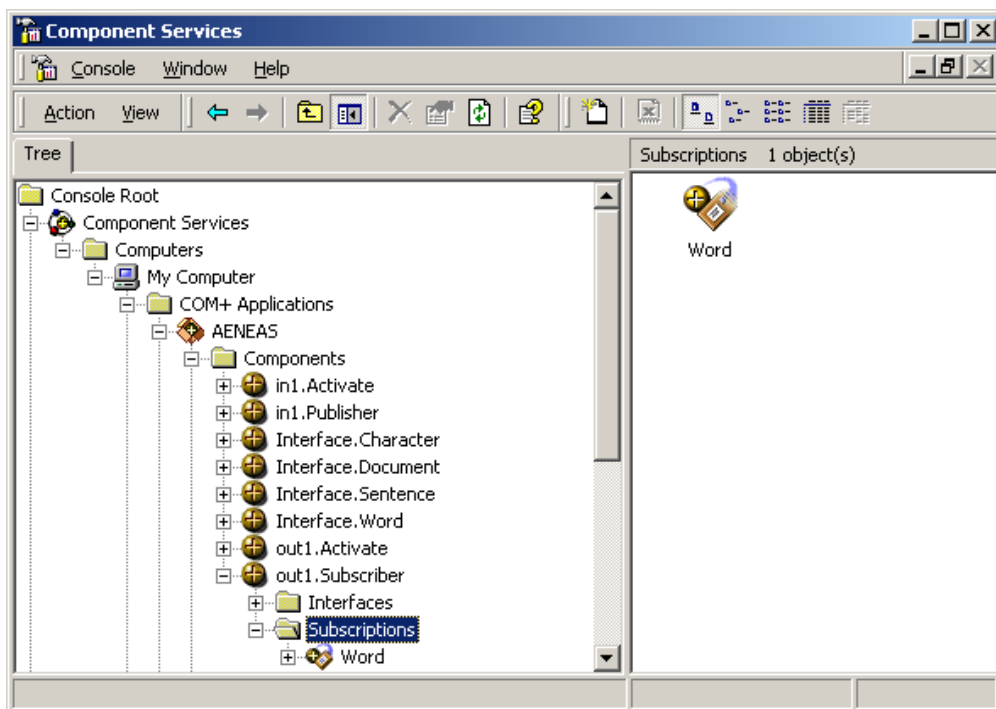 Component Services
Console Window Help
Action View
Tree
Subscriptions 1 object(s)
Console Root
Component Services
Computers
My Computer
COM+ Applications
AENEAS
Components
in1.Activate
in1.Publisher
Interface.Character
Interface.Document
Interface.Sentence
Interface.Word
out1.Activate
out1.Subscriber
Interfaces
Subscriptions
Word
Word